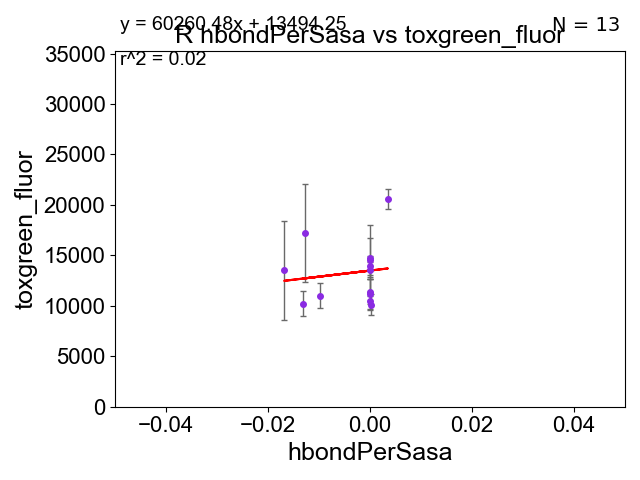 y = 60260.48x + 13494.25
N = 13
R hbondPerSasa vs toxgreen_fluor
r^2 = 0.02
35000
30000
25000
20000
15000
10000
5000
0
toxgreen_fluor
−0.04
−0.02
0.00
0.02
0.04
hbondPerSasa